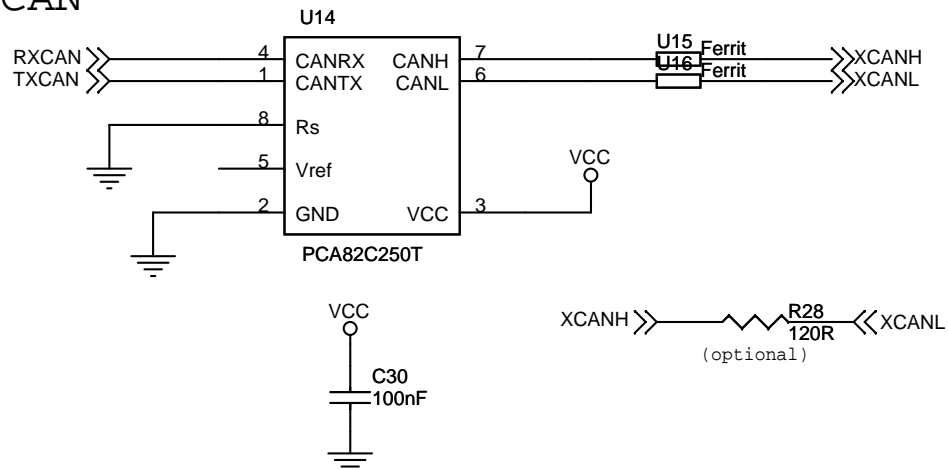 CAN
U14
RXCAN 4 CANRX CANH 7 U15 Ferrit XCANH
TXCAN 1 CANTX CANL 6 U16 Ferrit XCANL
8 Rs
5 Vref
VCC
2 GND VCC 3
PCA82C250T
VCC
XCANH R28 XCANL
120R
(optional)
C30
100nF